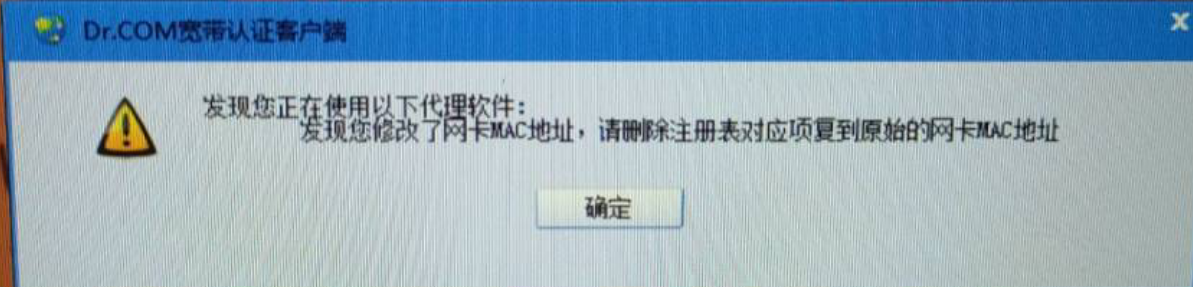 Dr.COM宽带认证客户端
发现您正在使用以下代理软件：
发现您修改了网卡MAC地址，请删除注册表对应项复到原始的网卡MAC地址
确定